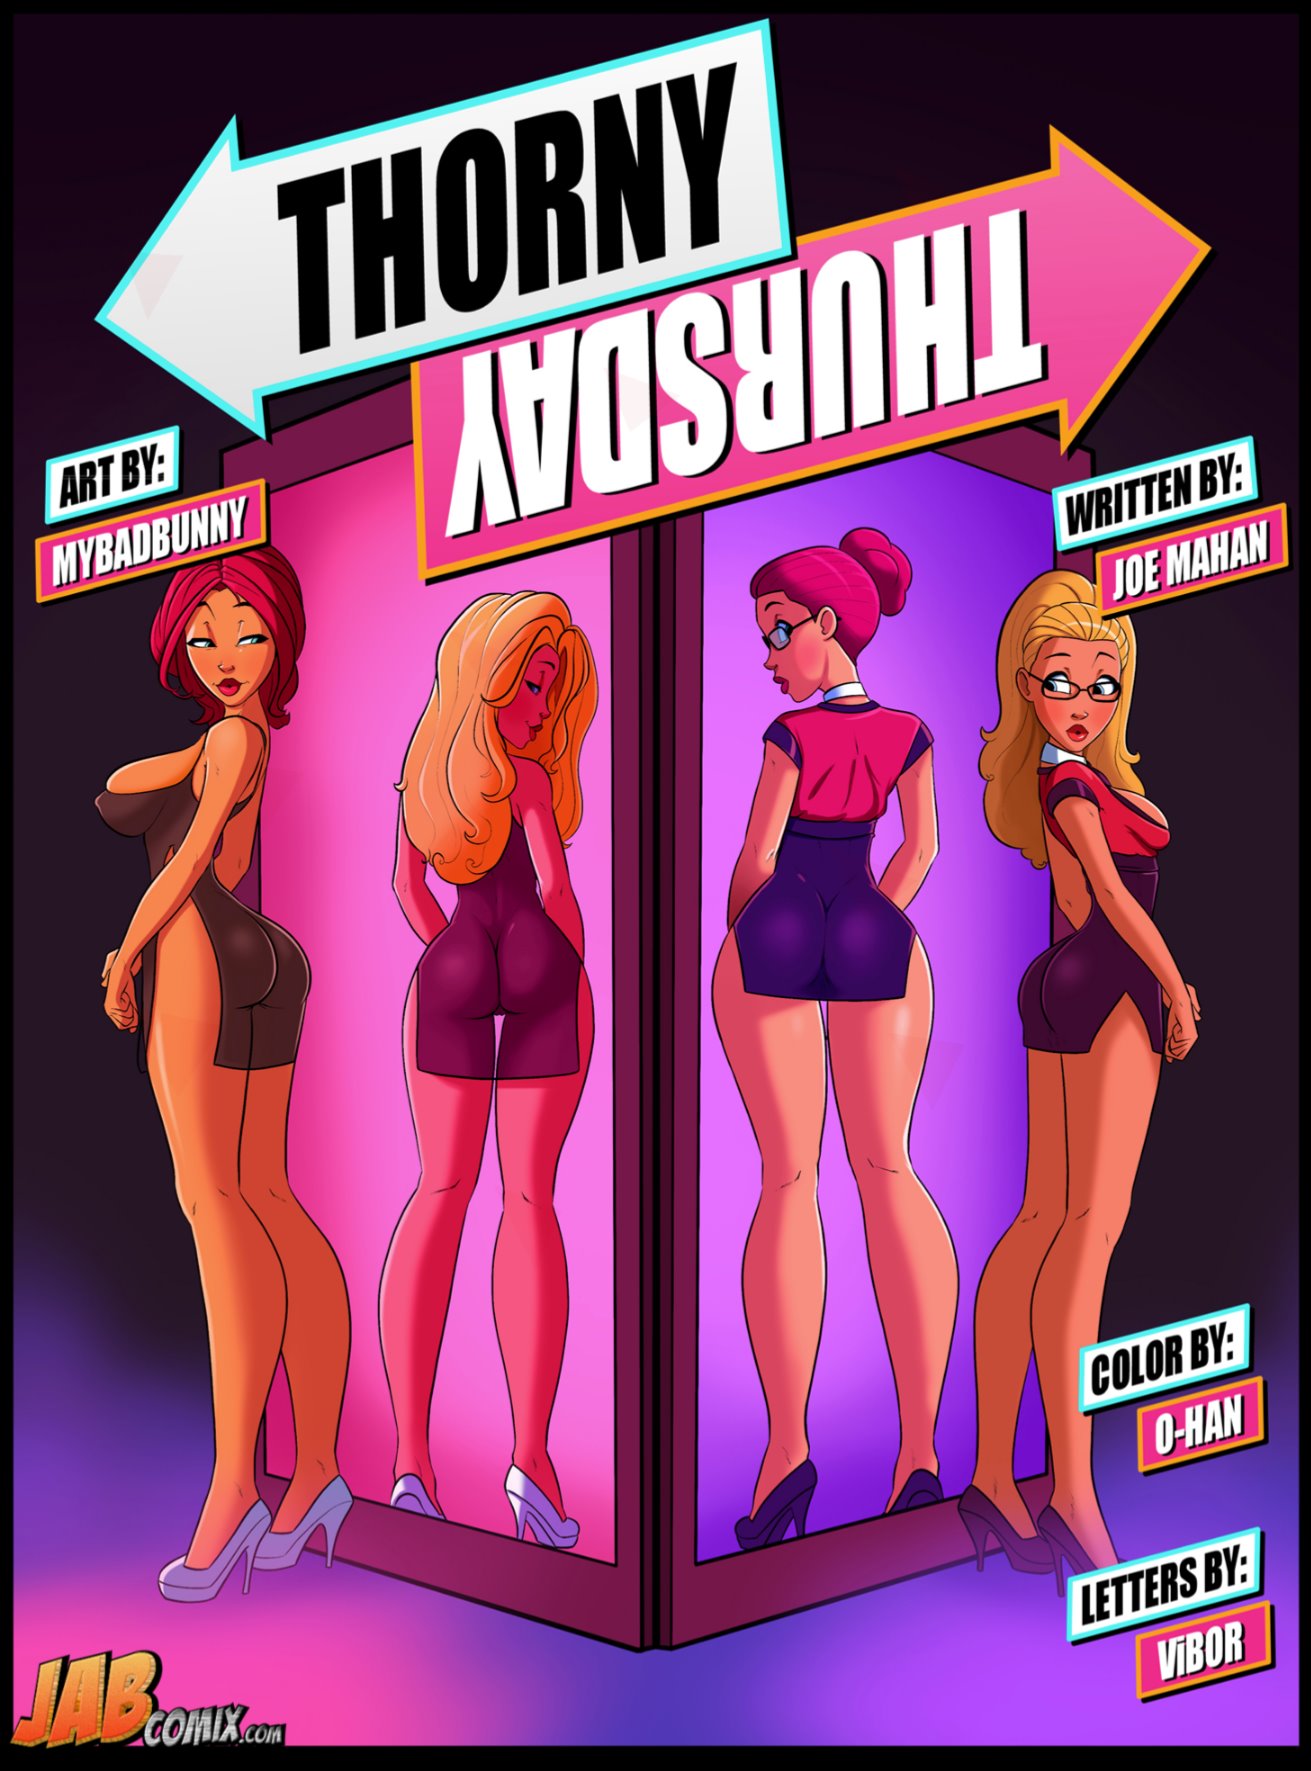 THORNY
THURSDAY
ART BY:
MYBADBUNNY
WRITTEN BY:
JOE MAHAN
COLOR BY:
O-HAN
LETTERS BY:
ViBOR
JAB
COMIX.com